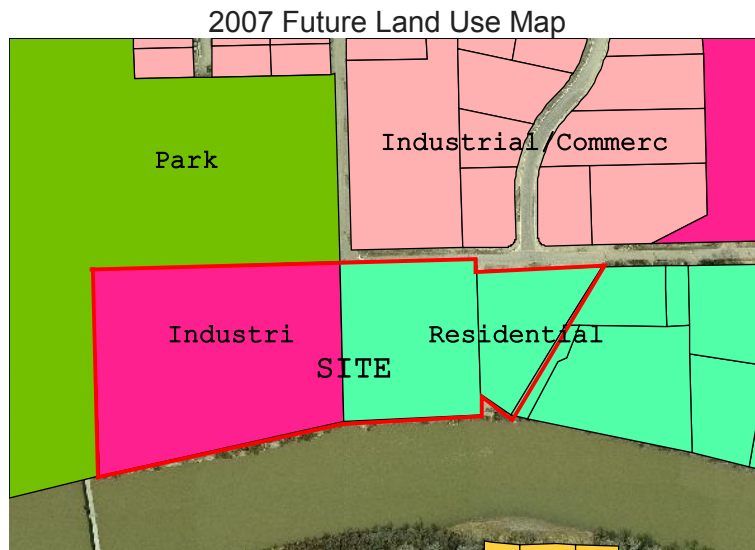 2007 Future Land Use Map
Industrial/Commerc
Park
Industri
Residential
SITE